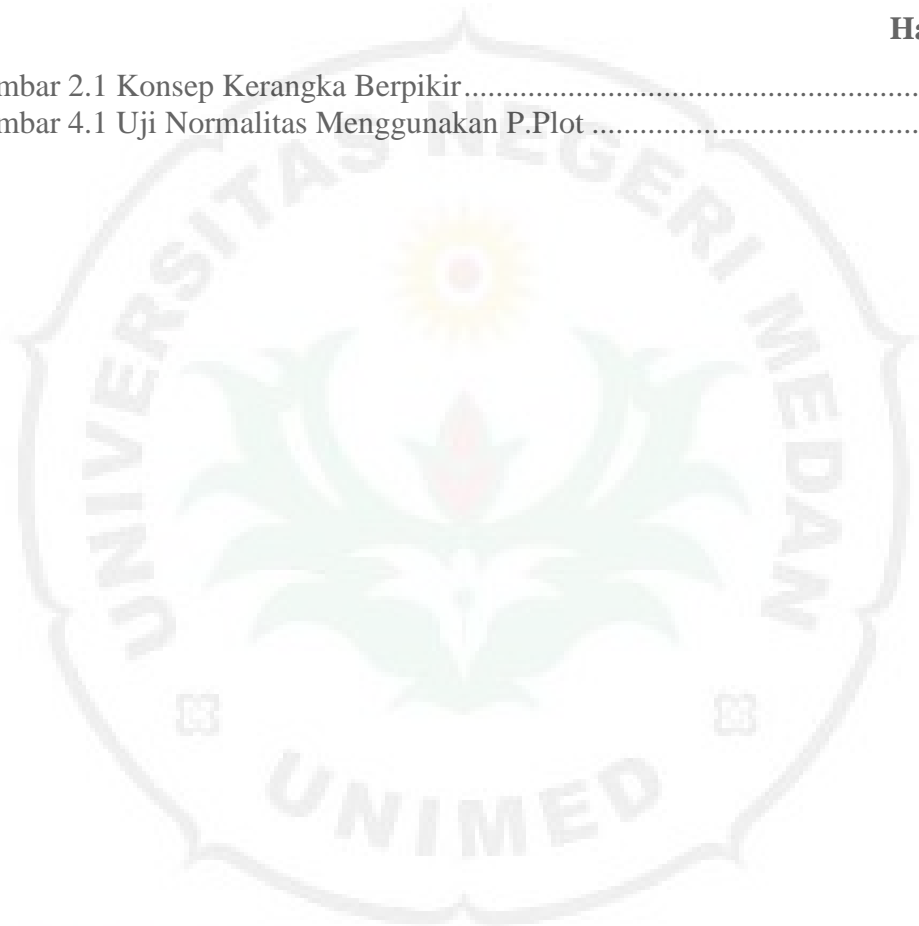 Ha
mbar 2.1 Konsep Kerangka Berpikir................................................................
mbar 4.1 Uji Normalitas Menggunakan P.Plot ................................................
UNIVERSITAS NEGERI MEDAN
UNIMED